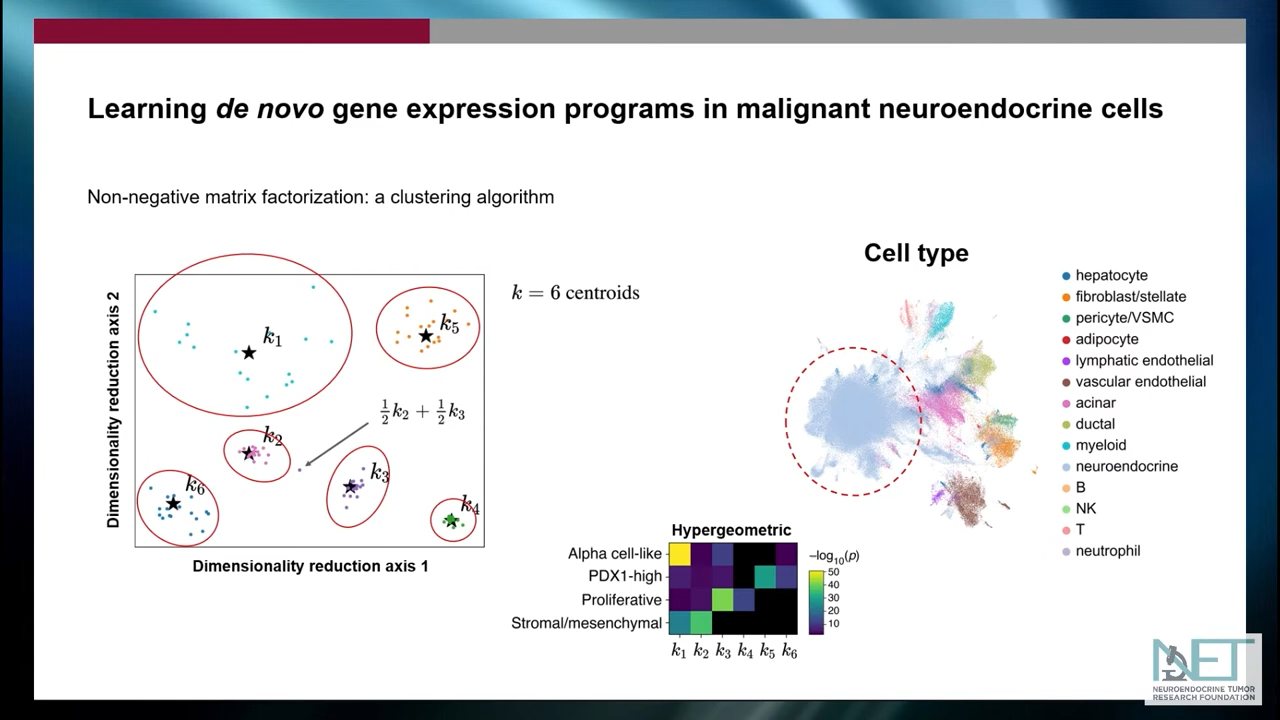 Learning de novo gene expression programs in malignant neuroendocrine cells
Non-negative matrix factorization: a clustering algorithm
Dimensionality reduction axis 2
k₁
k₅
½k₂ + ½k₃
k₂
k₃
k₆
k₄
Dimensionality reduction axis 1
k = 6 centroids
Cell type
hepatocyte
fibroblast/stellate
pericyte/VSMC
adipocyte
lymphatic endothelial
vascular endothelial
acinar
ductal
myeloid
neuroendocrine
B
NK
T
neutrophil
Hypergeometric
Alpha cell-like
PDX1-high
Proliferative
Stromal/mesenchymal
k₁ k₂ k₃ k₄ k₅ k₆
–log₁₀(p)
50
40
30
20
10
NET
NEUROENDOCRINE TUMOR
RESEARCH FOUNDATION